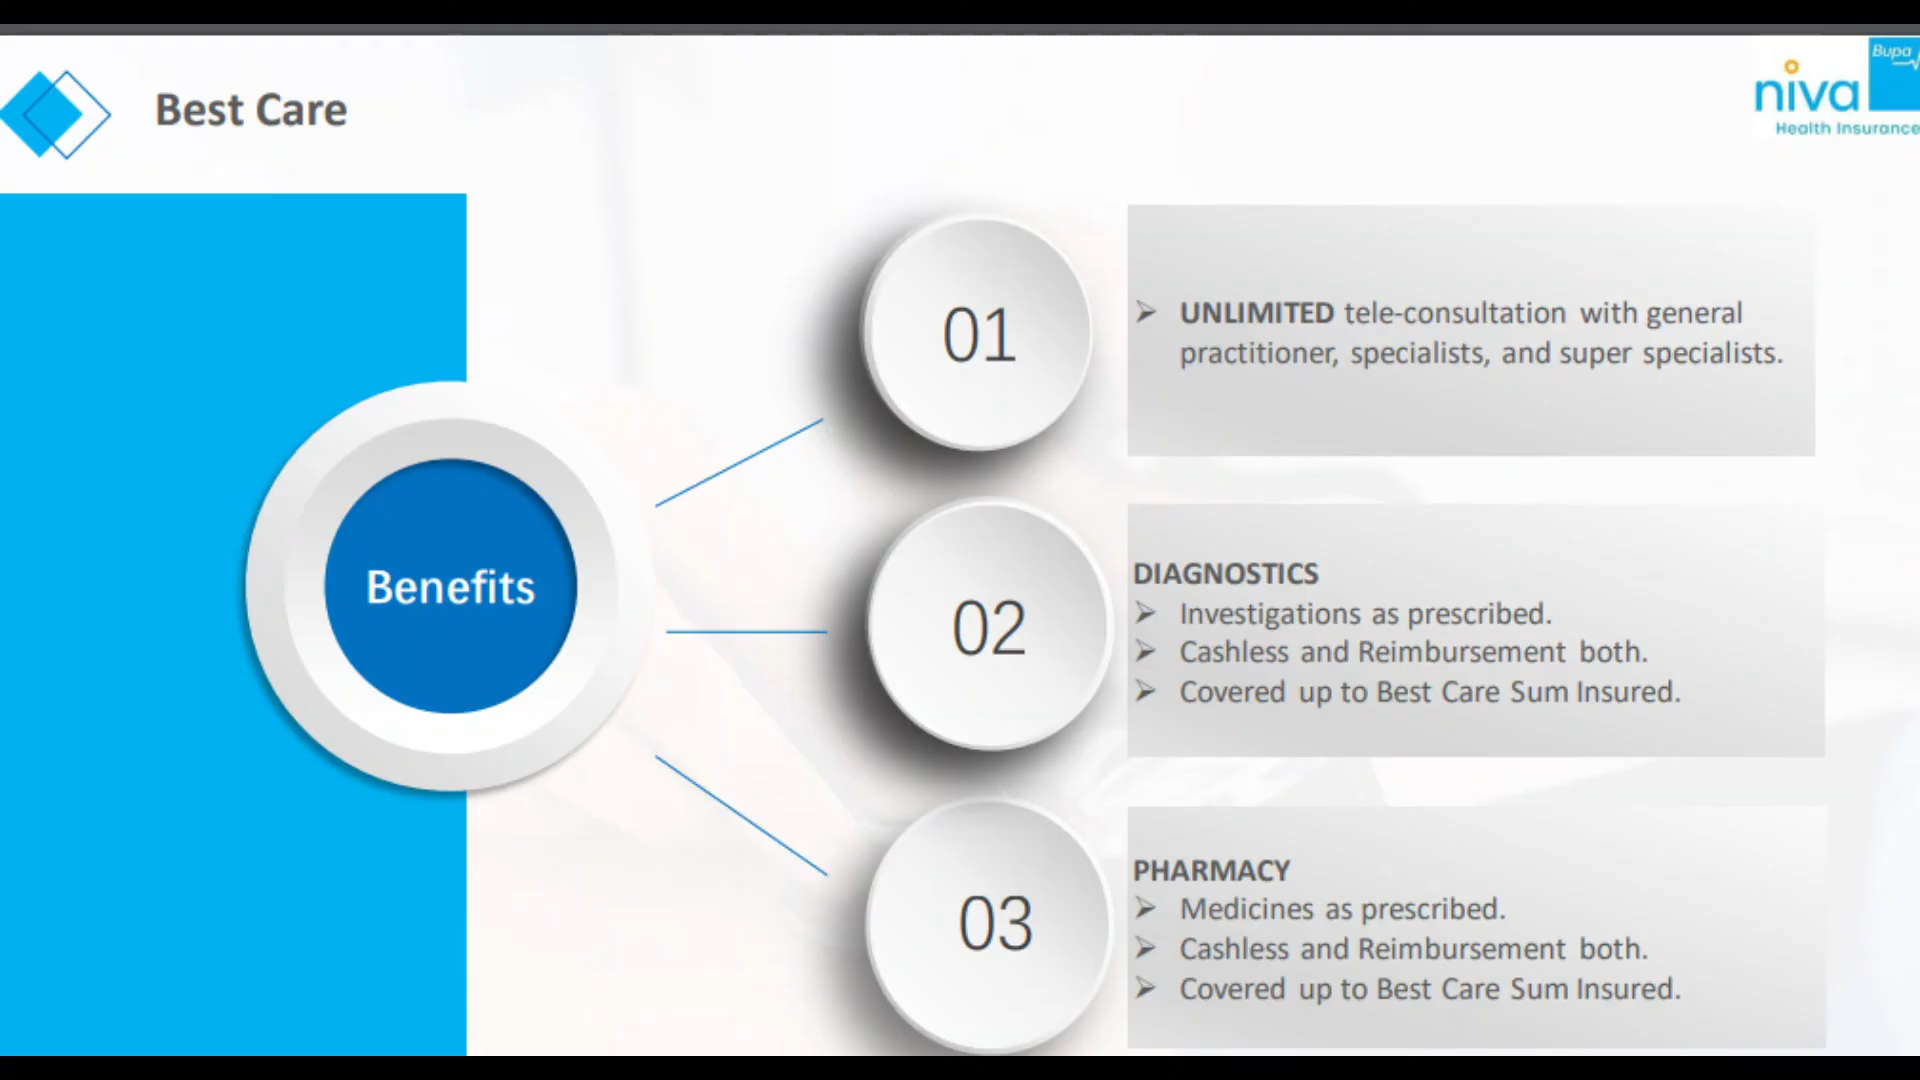 Best Care
Bupa
niva
Health Insurance
Benefits
01
UNLIMITED tele-consultation with general
practitioner, specialists, and super specialists.
02
DIAGNOSTICS
Investigations as prescribed.
Cashless and Reimbursement both.
Covered up to Best Care Sum Insured.
03
PHARMACY
Medicines as prescribed.
Cashless and Reimbursement both.
Covered up to Best Care Sum Insured.